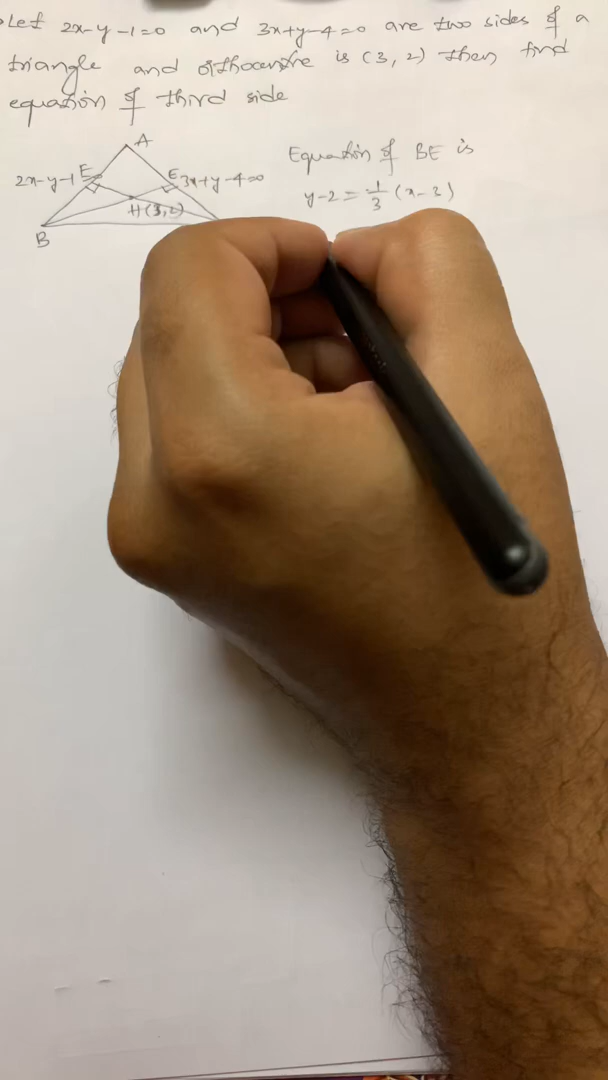 Let 2x-y-1=0 and 3x+y-4=0 are two sides of a
triangle and orthocentre is (3, 2) then find
equation of third side
A
2x-y-1 E E 3x+y-4=0
H(3,2)
B
Equation of BE is
y-2 = 1/3 (x-3)